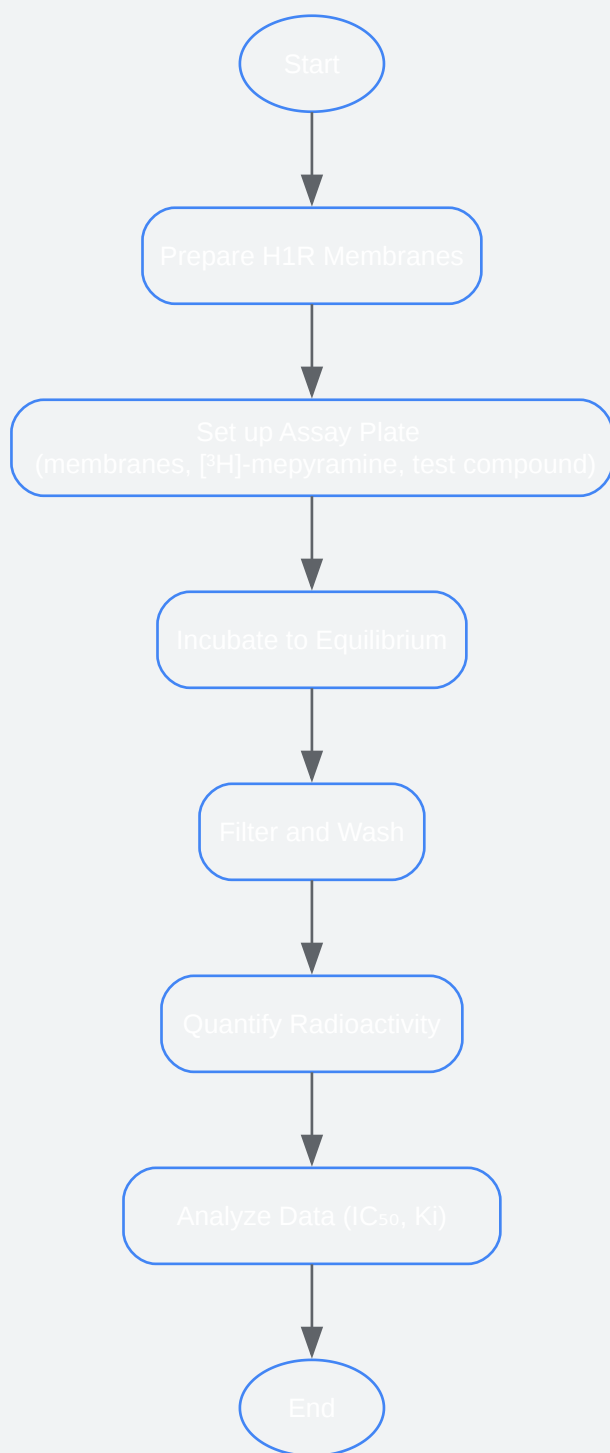 Start
Prepare H1R Membranes
Set up Assay Plate
(membranes, [³H]-mepyramine, test compound)
Incubate to Equilibrium
Filter and Wash
Quantify Radioactivity
Analyze Data (IC₅₀, Ki)
End